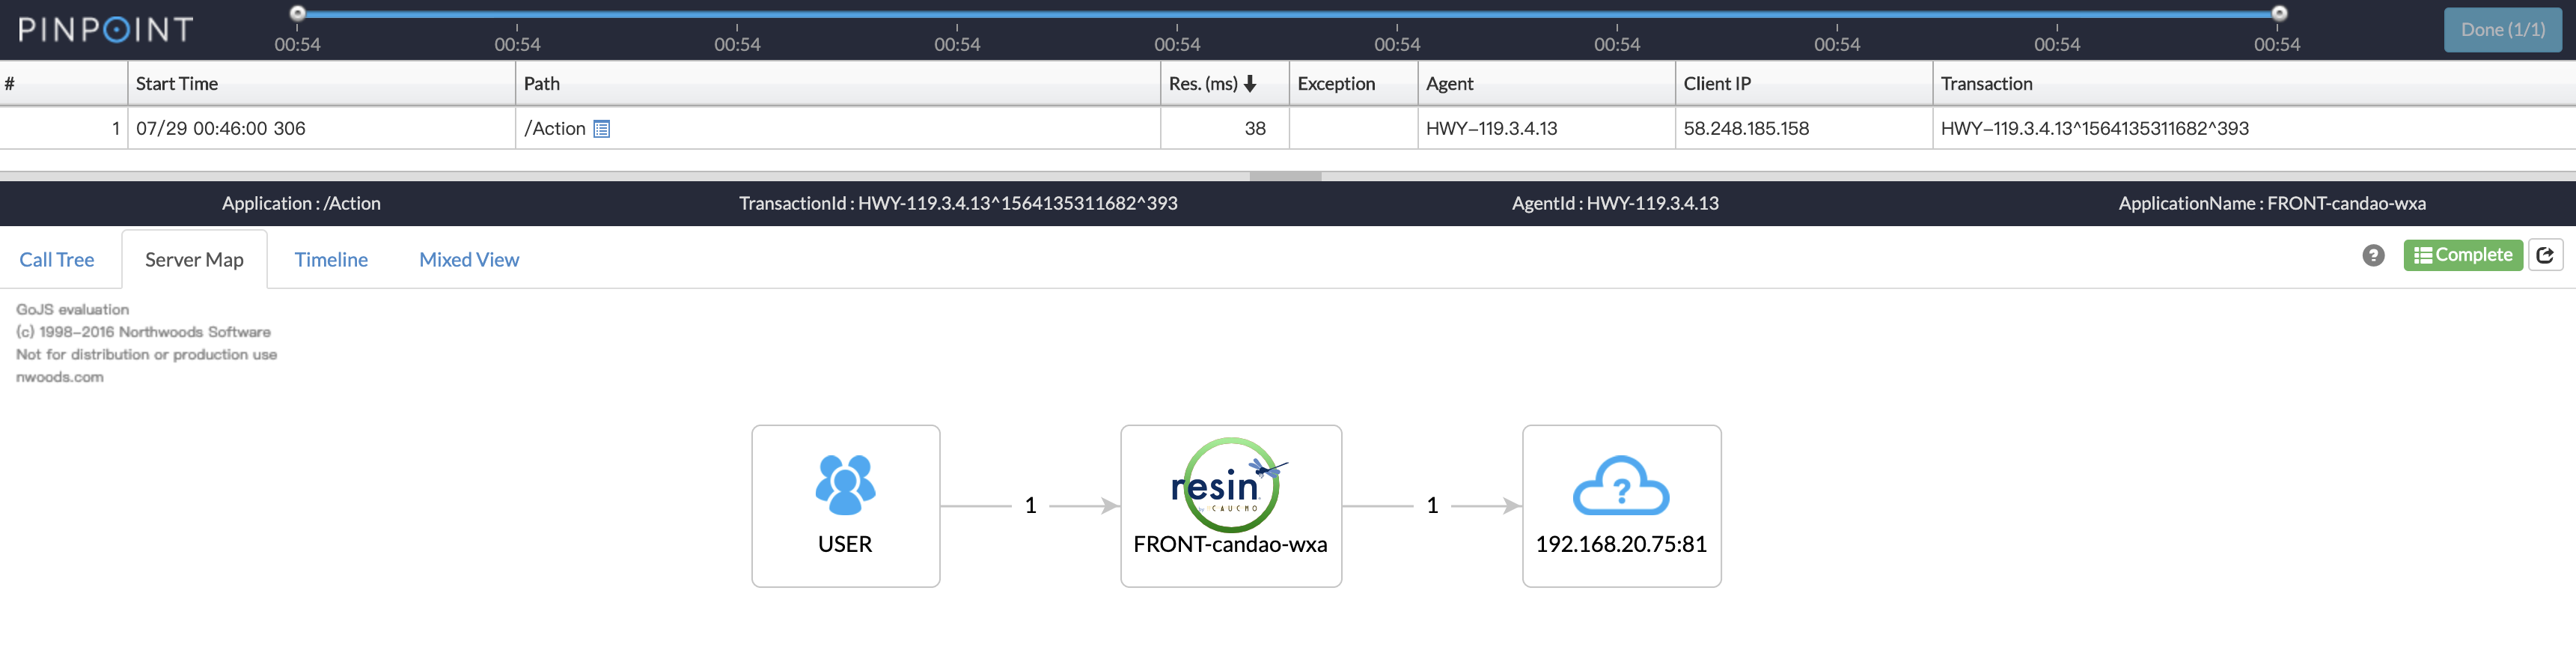 PINPOINT
00:54 00:54 00:54 00:54 00:54 00:54 00:54 00:54 00:54 00:54
Done (1/1)
# Start Time Path Res. (ms) Exception Agent Client IP Transaction
1 07/29 00:46:00 306 /Action 38 HWY-119.3.4.13 58.248.185.158 HWY-119.3.4.13^1564135311682^393
Application : /Action TransactionId : HWY-119.3.4.13^1564135311682^393 AgentId : HWY-119.3.4.13 ApplicationName : FRONT-candao-wxa
Call Tree Server Map Timeline Mixed View ? Complete
GoJS evaluation
(c) 1998-2016 Northwoods Software
Not for distribution or production use
nwoods.com
resin
by CAUCHO
?
1 1
USER FRONT-candao-wxa 192.168.20.75:81